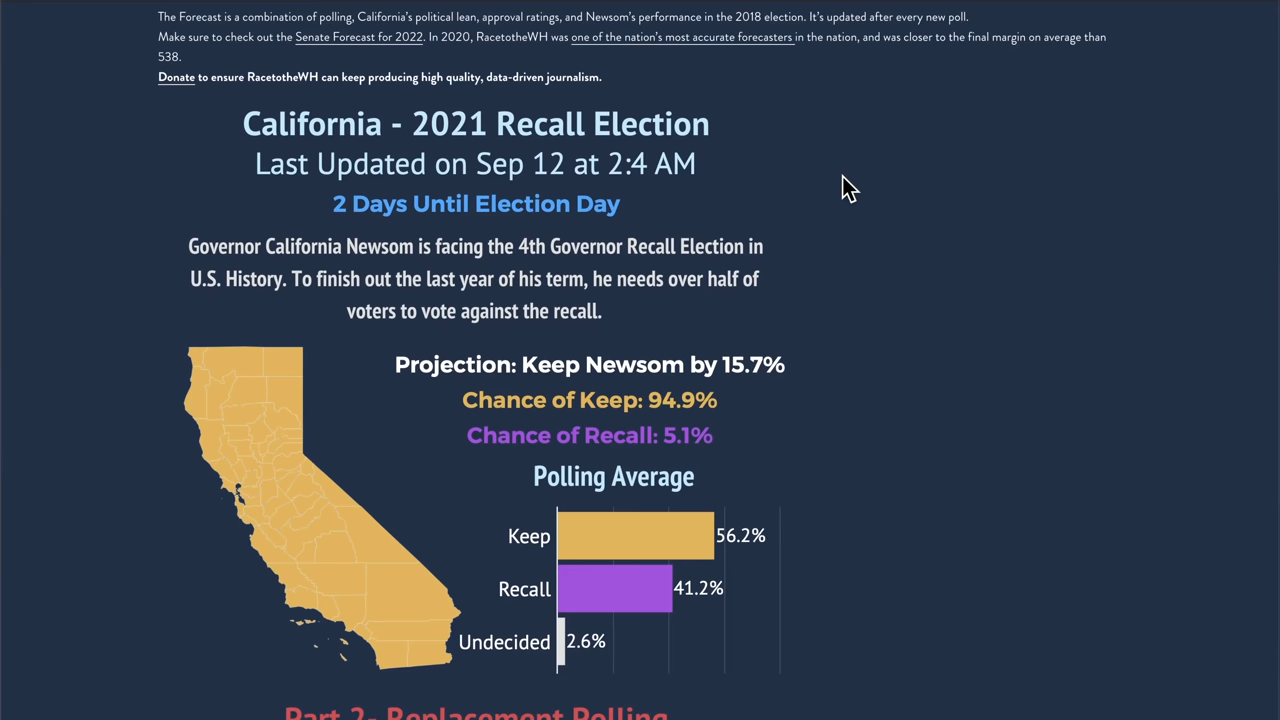 The Forecast is a combination of polling, California's political lean, approval ratings, and Newsom's performance in the 2018 election. It's updated after every new poll.
Make sure to check out the Senate Forecast for 2022. In 2020, RacetotheWH was one of the nation's most accurate forecasters in the nation, and was closer to the final margin on average than
538.
Donate to ensure RacetotheWH can keep producing high quality, data-driven journalism.
California - 2021 Recall Election
Last Updated on Sep 12 at 2:4 AM
2 Days Until Election Day
Governor California Newsom is facing the 4th Governor Recall Election in
U.S. History. To finish out the last year of his term, he needs over half of
voters to vote against the recall.
Projection: Keep Newsom by 15.7%
Chance of Keep: 94.9%
Chance of Recall: 5.1%
Polling Average
Keep 56.2%
Recall 41.2%
Undecided 2.6%
Part 2- Replacement Polling